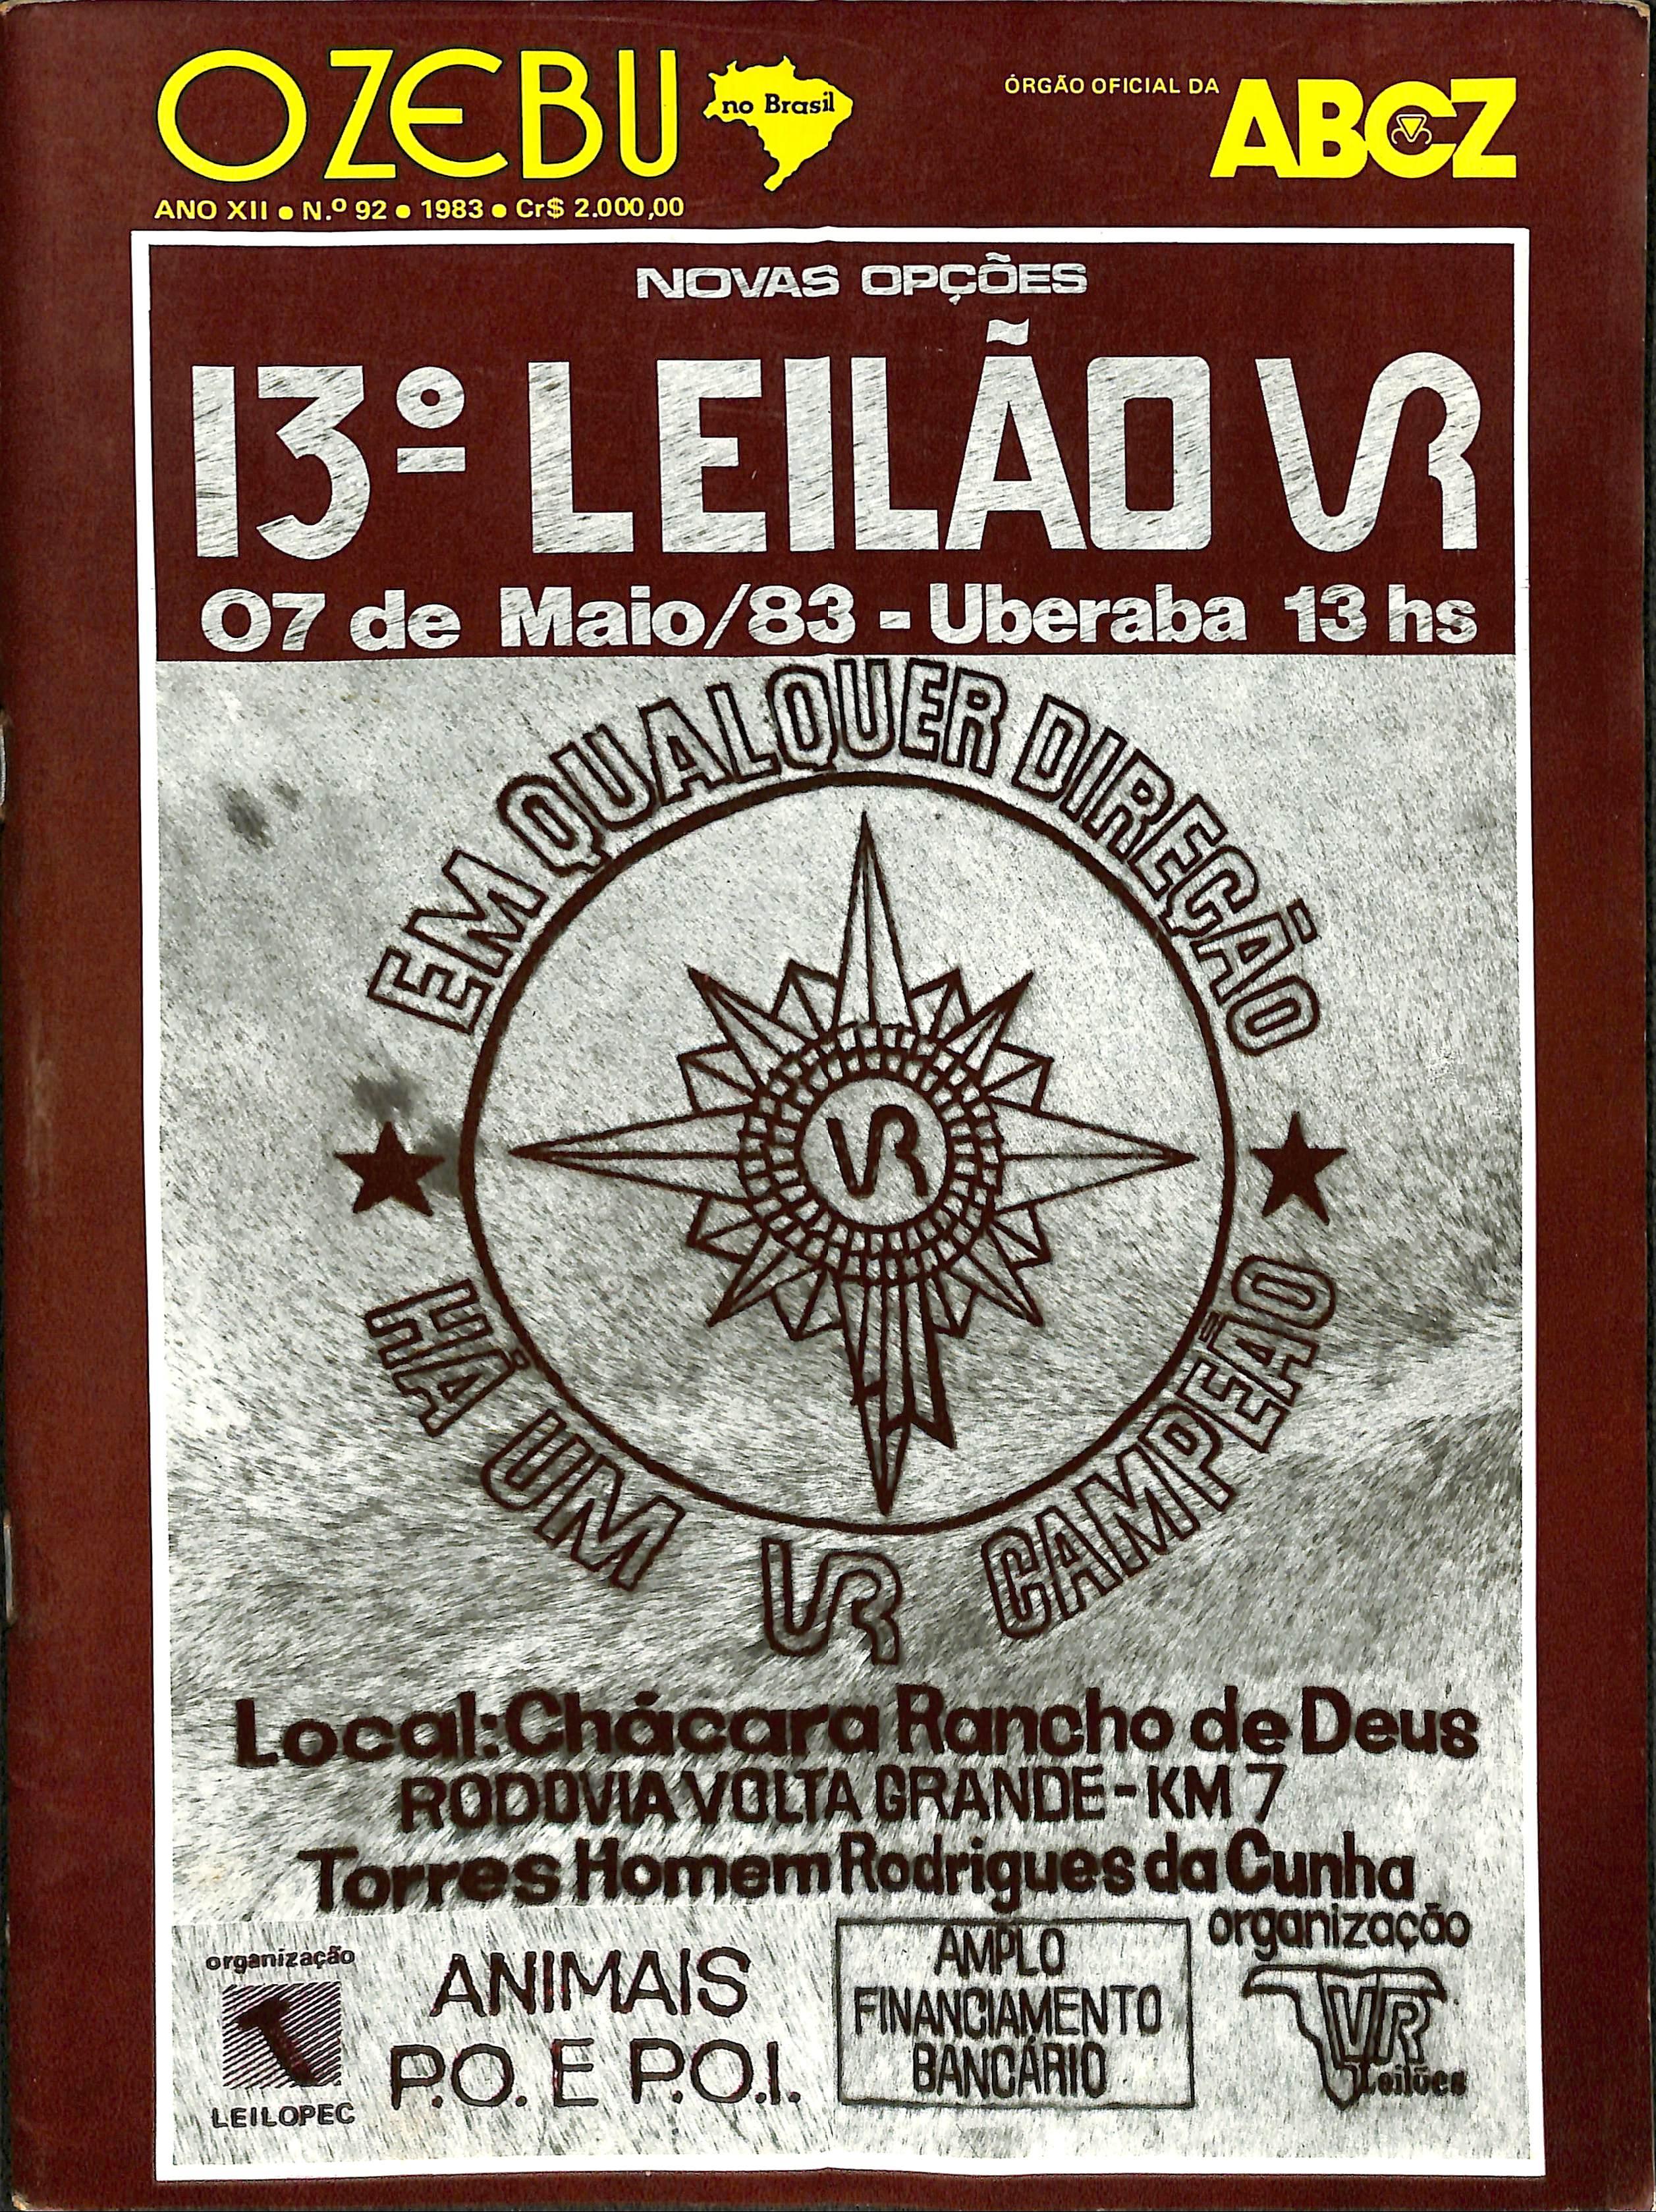 O ZEBU
no Brasil
ÓRGÃO OFICIAL DA
ABCZ
ANO XII • N.º 92 • 1983 • Cr$ 2.000,00
NOVAS OPÇÕES
13º LEILÃO VR
07 de Maio/83 - Uberaba 13 hs
EM QUALQUER DIREÇÃO
VR
HÁ UM VR CAMPEÃO
Local: Chácara Rancho de Deus
RODOVIA VOLTA GRANDE - KM 7
Torres Homem Rodrigues da Cunha
organização
LEILOPEC
ANIMAIS
P.O. E P.O.I.
AMPLO
FINANCIAMENTO
BANCÁRIO
organização
VR
Leilões